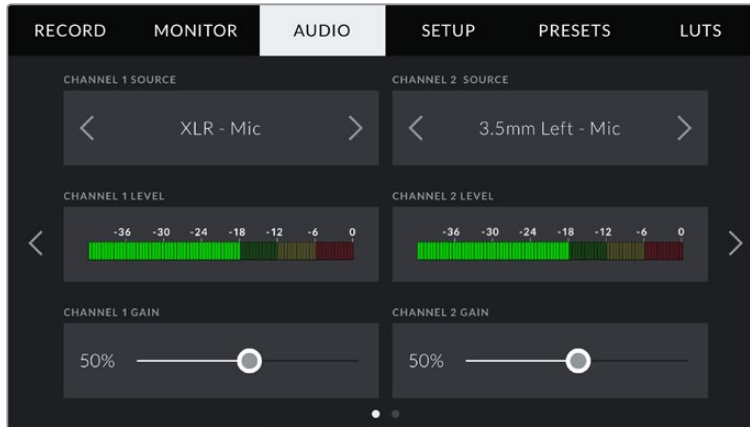 RECORD MONITOR AUDIO SETUP PRESETS LUTS
CHANNEL 1 SOURCE CHANNEL 2 SOURCE
XLR - Mic 3.5mm Left - Mic
CHANNEL 1 LEVEL CHANNEL 2 LEVEL
-36 -30 -24 -18 -12 -6 0 -36 -30 -24 -18 -12 -6 0
CHANNEL 1 GAIN CHANNEL 2 GAIN
50% 50%